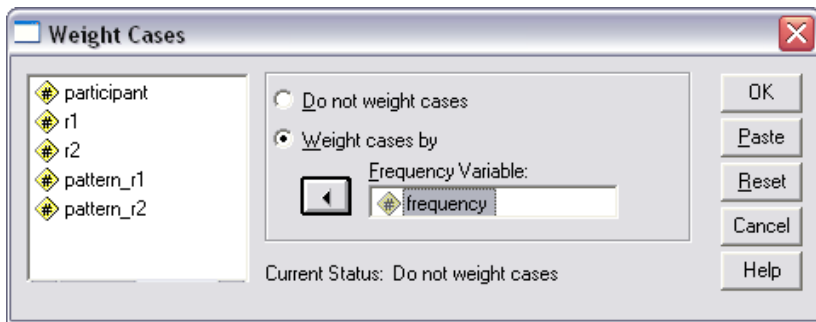 Weight Cases
participant
r1
r2
pattern_r1
pattern_r2
Do not weight cases
Weight cases by
Frequency Variable:
frequency
Current Status: Do not weight cases
OK
Paste
Reset
Cancel
Help